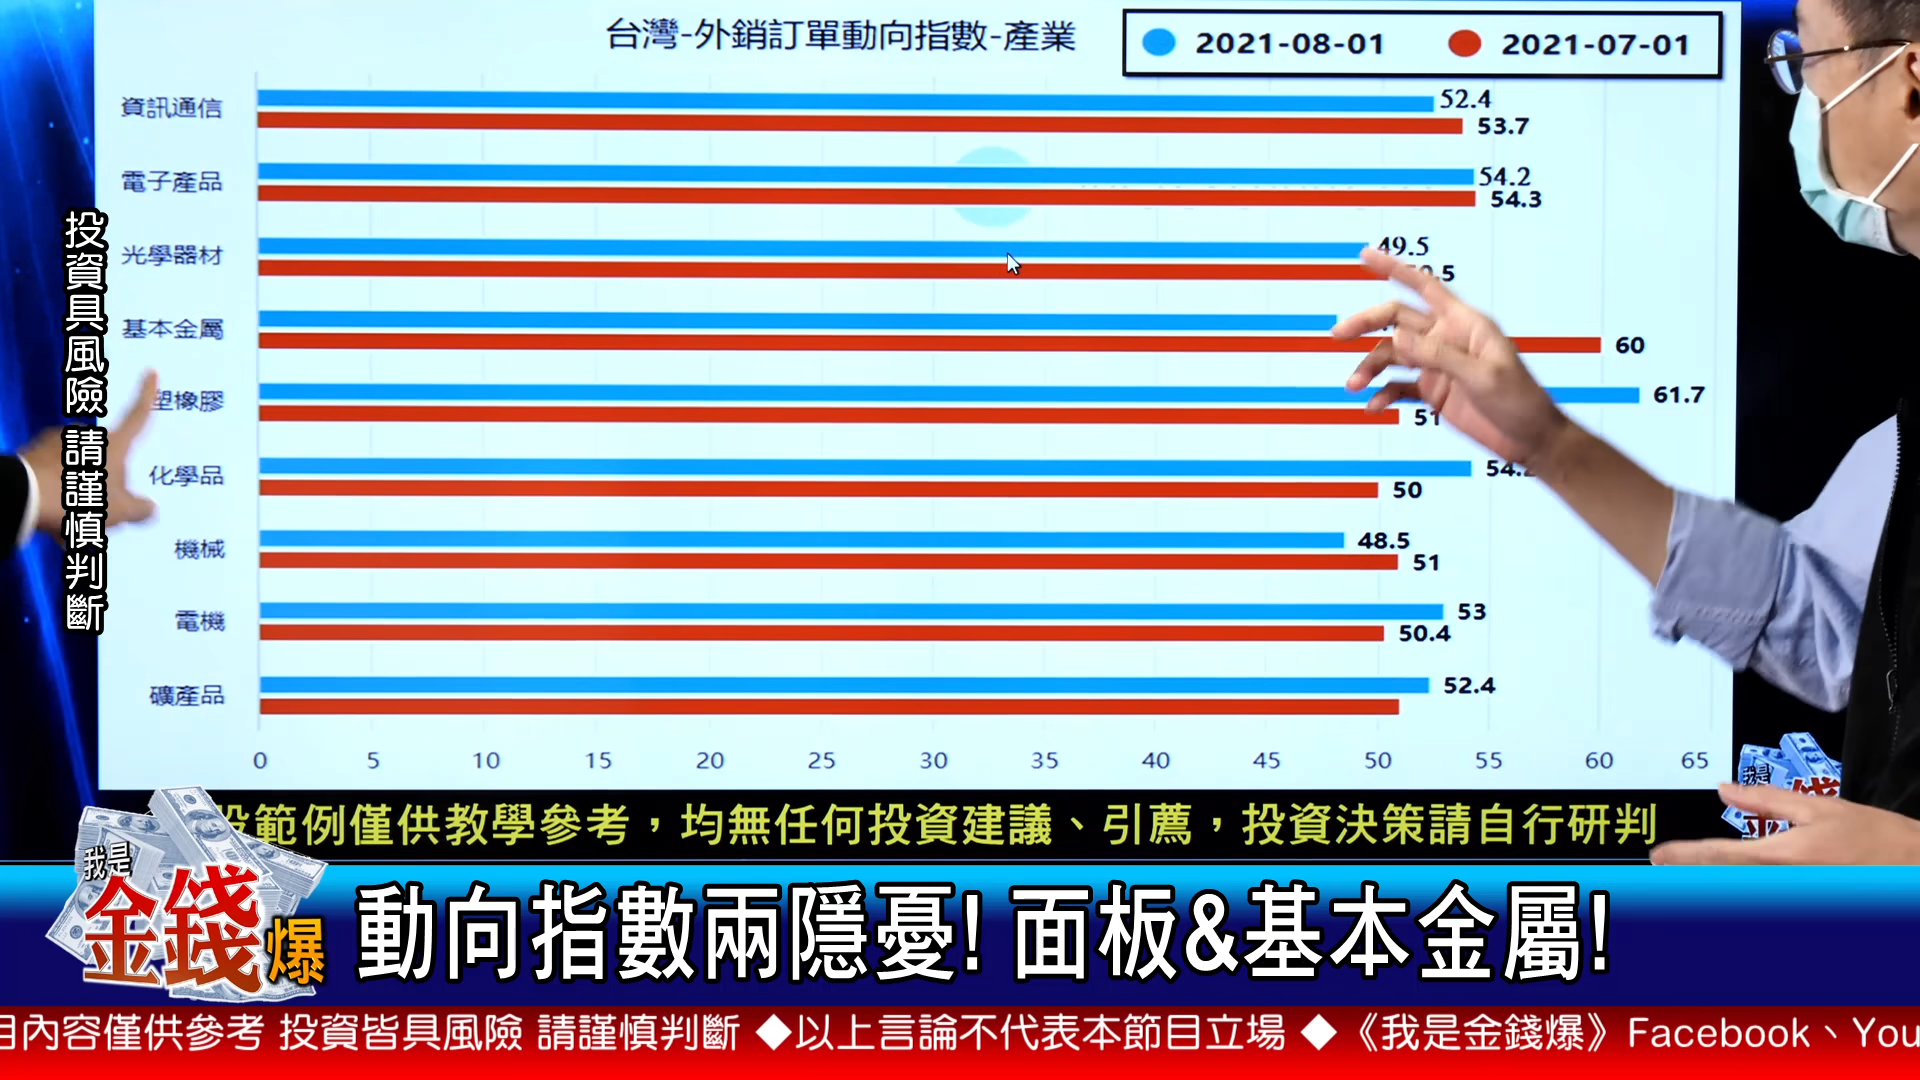 台灣-外銷訂單動向指數-產業
2021-08-01
2021-07-01
資訊通信
52.4
53.7
電子產品
54.2
54.3
光學器材
49.5
.5
基本金屬
60
塑橡膠
61.7
51
化學品
54.2
50
機械
48.5
51
電機
53
50.4
礦產品
52.4
0 5 10 15 20 25 30 35 40 45 50 55 60 65
投資具風險 請謹慎判斷
範例僅供教學參考，均無任何投資建議、引薦，投資決策請自行研判
我是
金錢爆
動向指數兩隱憂! 面板&基本金屬!
目內容僅供參考 投資皆具風險 請謹慎判斷 ◆以上言論不代表本節目立場 ◆《我是金錢爆》Facebook、You